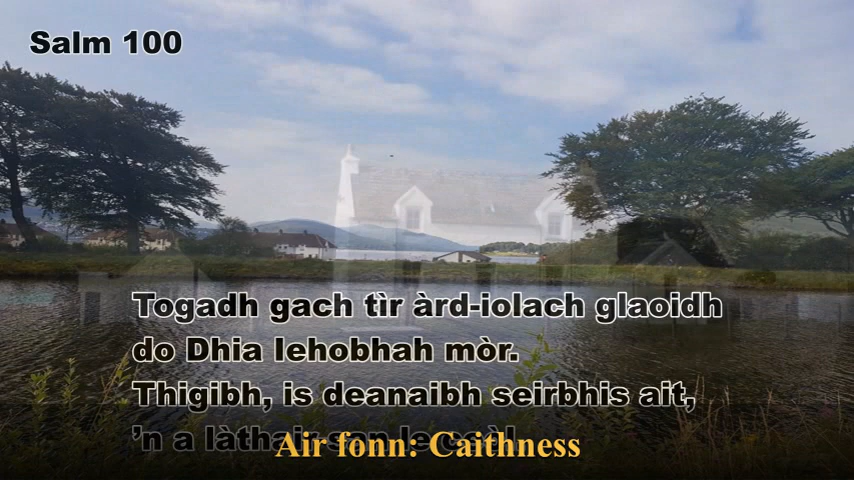 Salm 100
Togadh gach tìr àrd-iolach glaoidh
do Dhia Iehobhah mòr.
Thigibh, is deanaibh seirbhis ait,
’n a làthair
Air fonn: Caithness